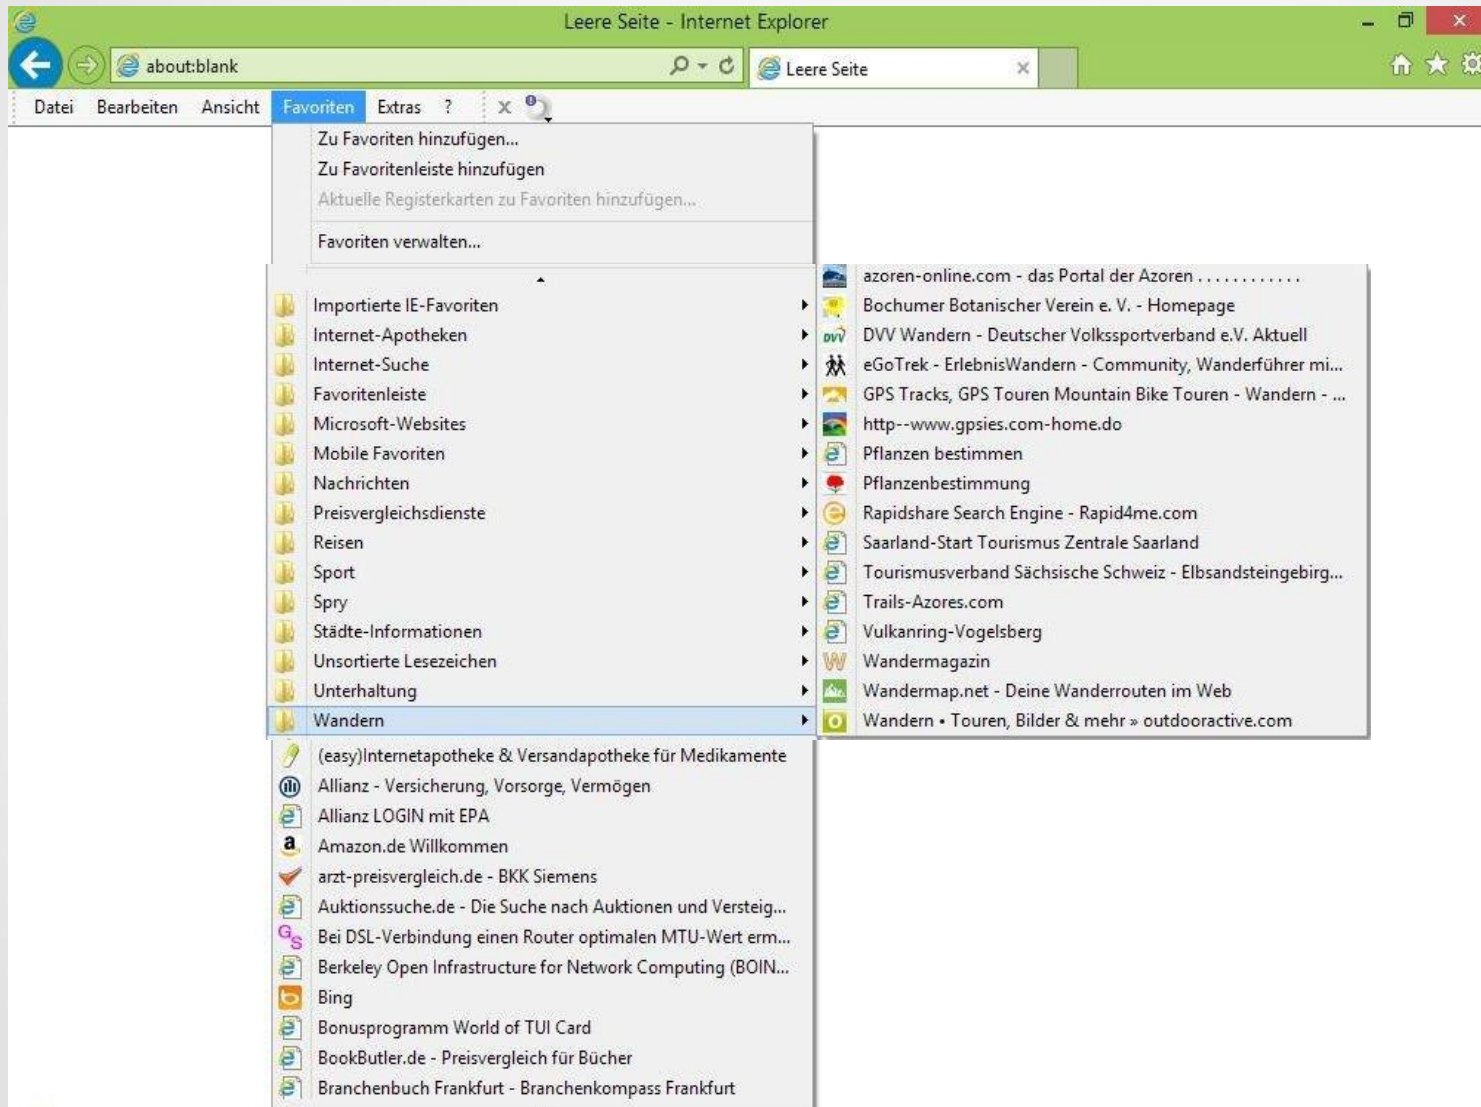 Leere Seite - Internet Explorer
about:blank
Leere Seite
Datei Bearbeiten Ansicht Favoriten Extras ?
Zu Favoriten hinzufügen...
Zu Favoritenleiste hinzufügen
Aktuelle Registerkarten zu Favoriten hinzufügen...
Favoriten verwalten...
Importierte IE-Favoriten
Internet-Apotheken
Internet-Suche
Favoritenleiste
Microsoft-Websites
Mobile Favoriten
Nachrichten
Preisvergleichsdienste
Reisen
Sport
Spry
Städte-Informationen
Unsortierte Lesezeichen
Unterhaltung
Wandern
azoren-online.com - das Portal der Azoren . . . . . . . . . . . .
Bochumer Botanischer Verein e. V. - Homepage
DVV Wandern - Deutscher Volkssportverband e.V. Aktuell
eGoTrek - ErlebnisWandern - Community, Wanderführer mi...
GPS Tracks, GPS Touren Mountain Bike Touren - Wandern - ...
http--www.gpsies.com-home.do
Pflanzen bestimmen
Pflanzenbestimmung
Rapidshare Search Engine - Rapid4me.com
Saarland-Start Tourismus Zentrale Saarland
Tourismusverband Sächsische Schweiz - Elbsandsteingebirg...
Trails-Azores.com
Vulkanring-Vogelsberg
Wandermagazin
Wandermap.net - Deine Wanderrouten im Web
Wandern • Touren, Bilder & mehr » outdooractive.com
(easy)Internetapotheke & Versandapotheke für Medikamente
Allianz - Versicherung, Vorsorge, Vermögen
Allianz LOGIN mit EPA
Amazon.de Willkommen
arzt-preisvergleich.de - BKK Siemens
Auktionssuche.de - Die Suche nach Auktionen und Versteig...
Bei DSL-Verbindung einen Router optimalen MTU-Wert erm...
Berkeley Open Infrastructure for Network Computing (BOIN...
Bing
Bonusprogramm World of TUI Card
BookButler.de - Preisvergleich für Bücher
Branchenbuch Frankfurt - Branchenkompass Frankfurt